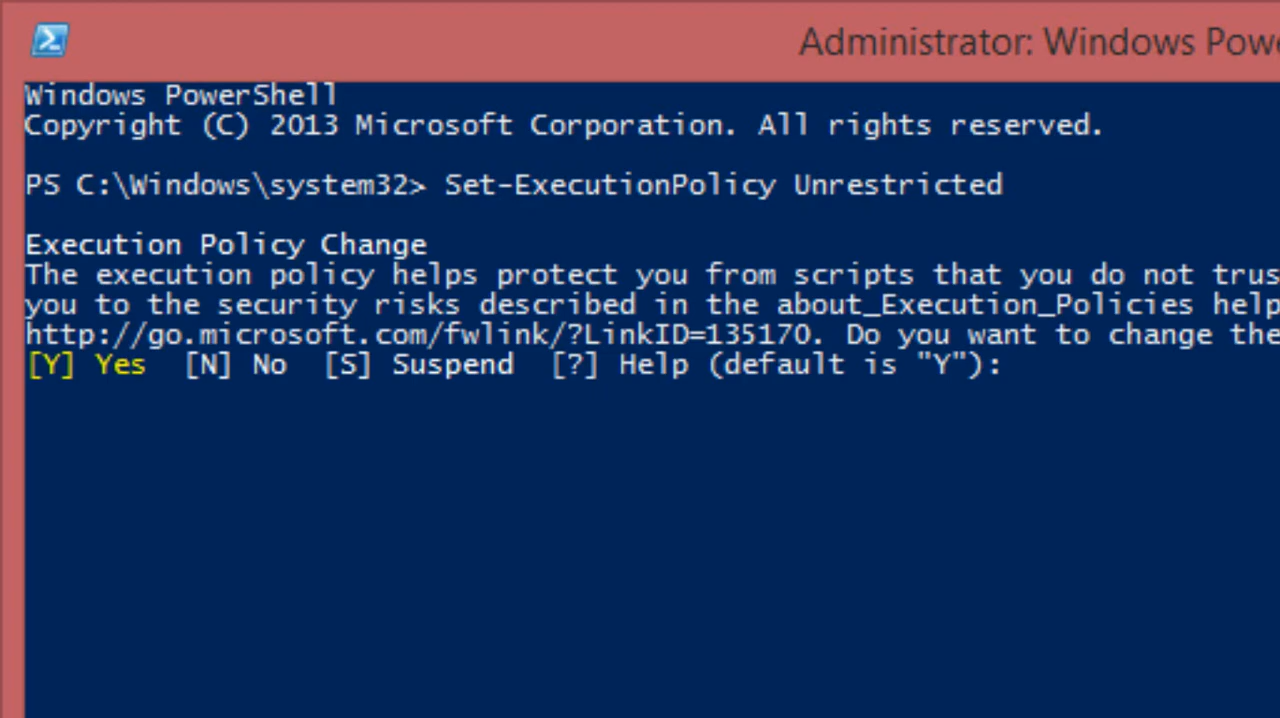 Administrator: Windows Pow
Windows PowerShell
Copyright (C) 2013 Microsoft Corporation. All rights reserved.
PS C:\Windows\system32> Set-ExecutionPolicy Unrestricted
Execution Policy Change
The execution policy helps protect you from scripts that you do not trus
you to the security risks described in the about_Execution_Policies help
http://go.microsoft.com/fwlink/?LinkID=135170. Do you want to change the
[Y] Yes  [N] No  [S] Suspend  [?] Help (default is "Y"):